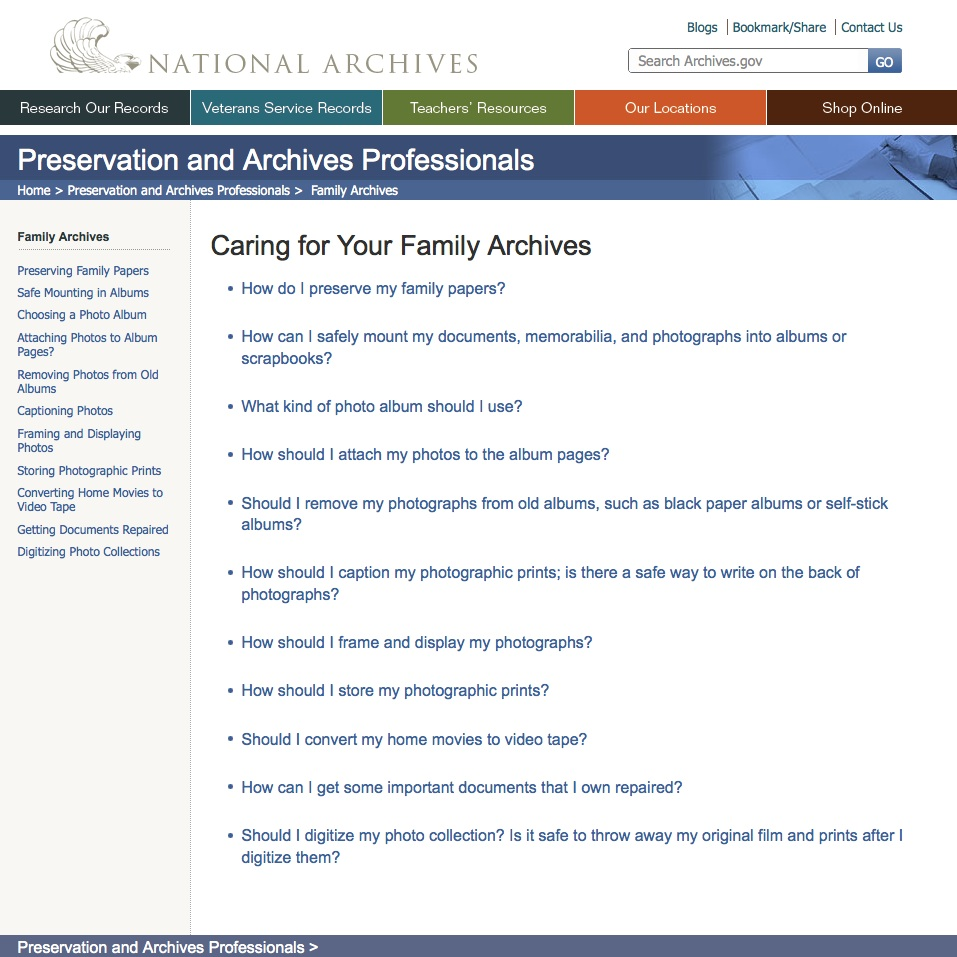 Blogs | Bookmark/Share | Contact Us
NATIONAL ARCHIVES
Search Archives.gov GO
Research Our Records Veterans Service Records Teachers' Resources Our Locations Shop Online
Preservation and Archives Professionals
Home > Preservation and Archives Professionals > Family Archives
Family Archives
Preserving Family Papers
Safe Mounting in Albums
Choosing a Photo Album
Attaching Photos to Album
Pages?
Removing Photos from Old
Albums
Captioning Photos
Framing and Displaying
Photos
Storing Photographic Prints
Converting Home Movies to
Video Tape
Getting Documents Repaired
Digitizing Photo Collections
Caring for Your Family Archives
• How do I preserve my family papers?
• How can I safely mount my documents, memorabilia, and photographs into albums or
scrapbooks?
• What kind of photo album should I use?
• How should I attach my photos to the album pages?
• Should I remove my photographs from old albums, such as black paper albums or self-stick
albums?
• How should I caption my photographic prints; is there a safe way to write on the back of
photographs?
• How should I frame and display my photographs?
• How should I store my photographic prints?
• Should I convert my home movies to video tape?
• How can I get some important documents that I own repaired?
• Should I digitize my photo collection? Is it safe to throw away my original film and prints after I
digitize them?
Preservation and Archives Professionals >